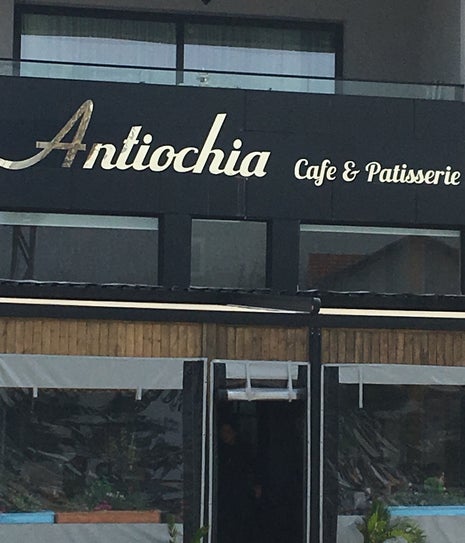 Antiochia Cafe & Patisserie